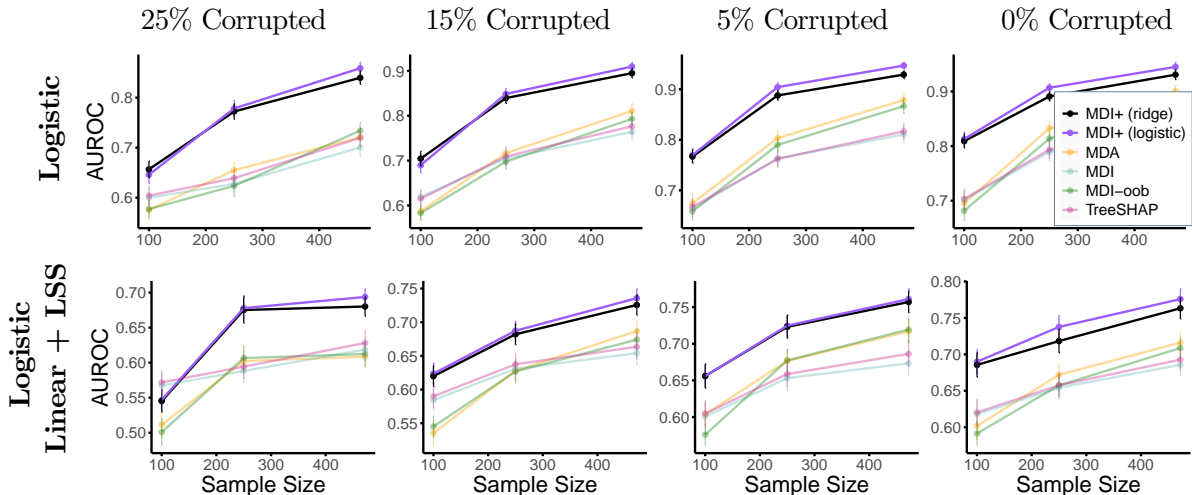 25% Corrupted 15% Corrupted 5% Corrupted 0% Corrupted
Logistic
AUROC
0.8
0.7
0.6
100 200 300 400
0.9
0.8
0.7
0.6
100 200 300 400
0.9
0.8
0.7
100 200 300 400
0.9
0.8
0.7
100 200 300 400
MDI+ (ridge)
MDI+ (logistic)
MDA
MDI
MDI−oob
TreeSHAP
Logistic
Linear + LSS
AUROC
0.70
0.65
0.60
0.55
0.50
100 200 300 400
Sample Size
0.75
0.70
0.65
0.60
0.55
100 200 300 400
Sample Size
0.75
0.70
0.65
0.60
100 200 300 400
Sample Size
0.80
0.75
0.70
0.65
0.60
100 200 300 400
Sample Size